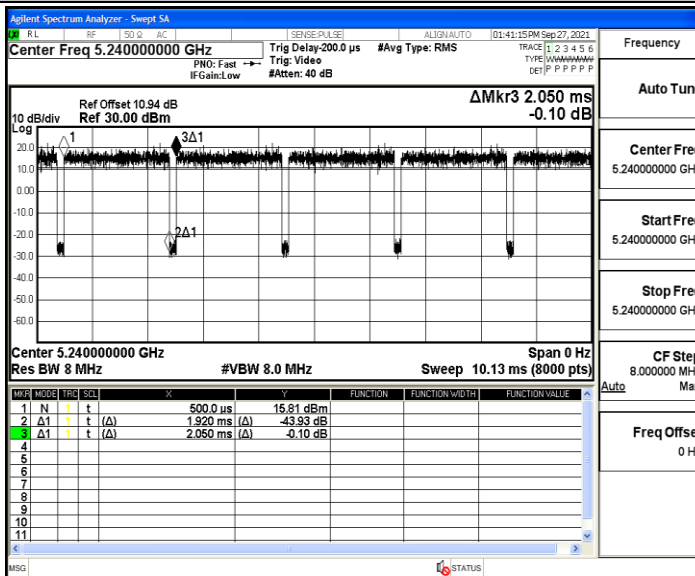 Agilent Spectrum Analyzer - Swept SA
LXI RL RF 50 Ω AC SENSE:PULSE ALIGNAUTO 01:41:15 PM Sep 27, 2021
Center Freq 5.240000000 GHz
PNO: Fast
IFGain:Low
Trig Delay-200.0 µs
Trig: Video
#Atten: 40 dB
#Avg Type: RMS
TRACE 1 2 3 4 5 6
TYPE WWWWWW
DET P P P P P P
Ref Offset 10.94 dB
10 dB/div Ref 30.00 dBm
Log
ΔMkr3 2.050 ms
-0.10 dB
1
3Δ1
2Δ1
20.0
10.0
0.00
-10.0
-20.0
-30.0
-40.0
-50.0
-60.0
Center 5.240000000 GHz Span 0 Hz
Res BW 8 MHz #VBW 8.0 MHz Sweep 10.13 ms (8000 pts)
MKR MODE TRC SCL X Y FUNCTION FUNCTION WIDTH FUNCTION VALUE
1 N 1 t 500.0 µs 15.81 dBm
2 Δ1 1 t (Δ) 1.920 ms (Δ) -43.93 dB
3 Δ1 1 t (Δ) 2.050 ms (Δ) -0.10 dB
4
5
6
7
8
9
10
11
MSG STATUS
Frequency
Auto Tun
Center Fre
5.240000000 GH
Start Fre
5.240000000 GH
Stop Fre
5.240000000 GH
CF Step
8.000000 MH
Auto Ma
Freq Offse
0 H